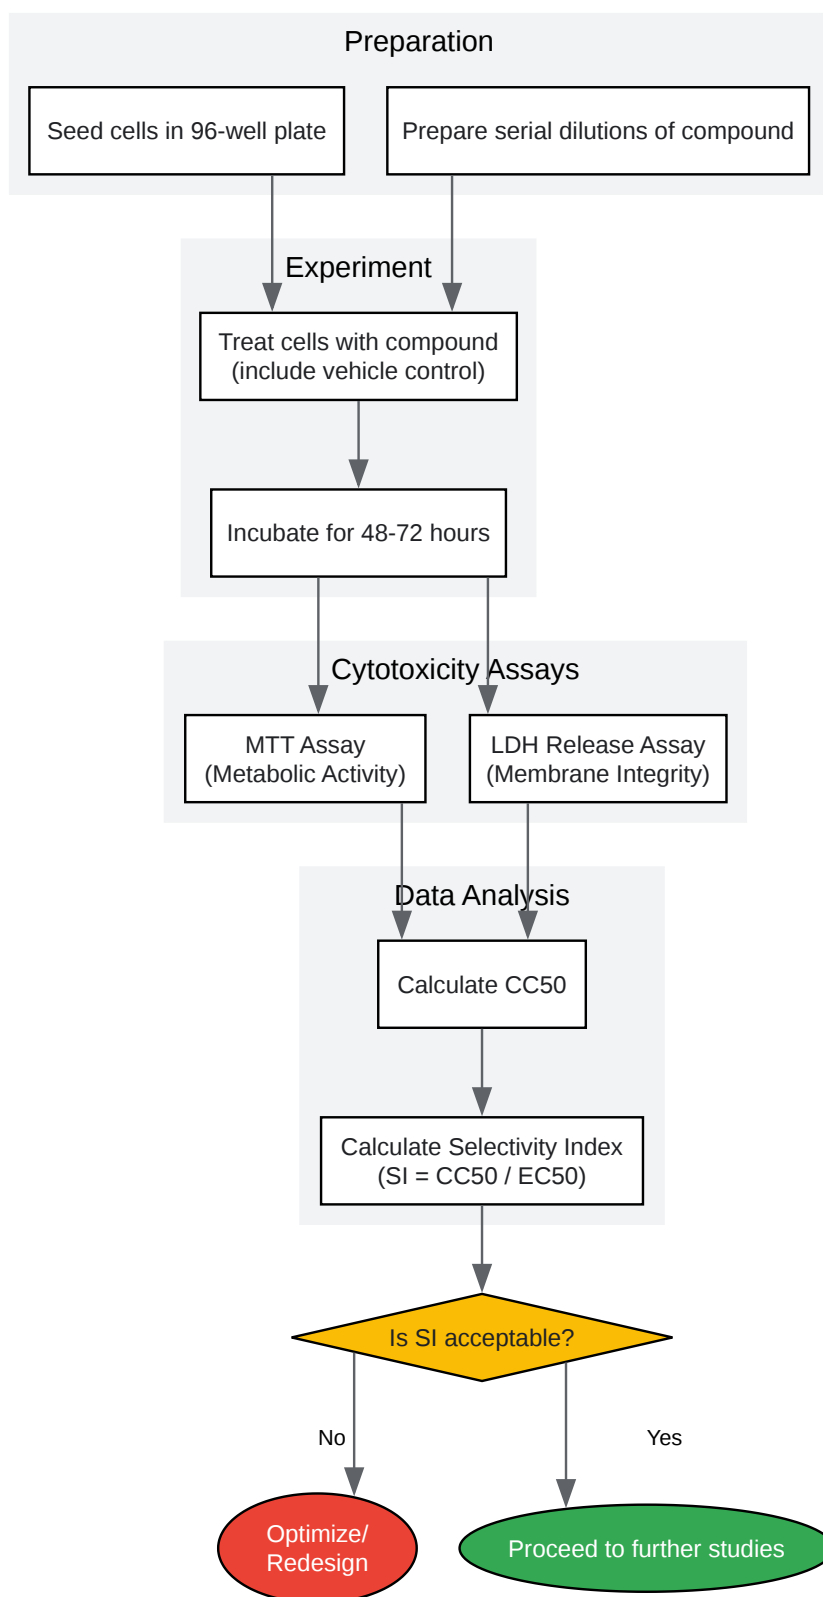 Preparation
Seed cells in 96-well plate
Prepare serial dilutions of compound
Experiment
Treat cells with compound
(include vehicle control)
Incubate for 48-72 hours
Cytotoxicity Assays
MTT Assay
(Metabolic Activity)
LDH Release Assay
(Membrane Integrity)
Data Analysis
Calculate CC50
Calculate Selectivity Index
(SI = CC50 / EC50)
Is SI acceptable?
No
Yes
Optimize/
Redesign
Proceed to further studies